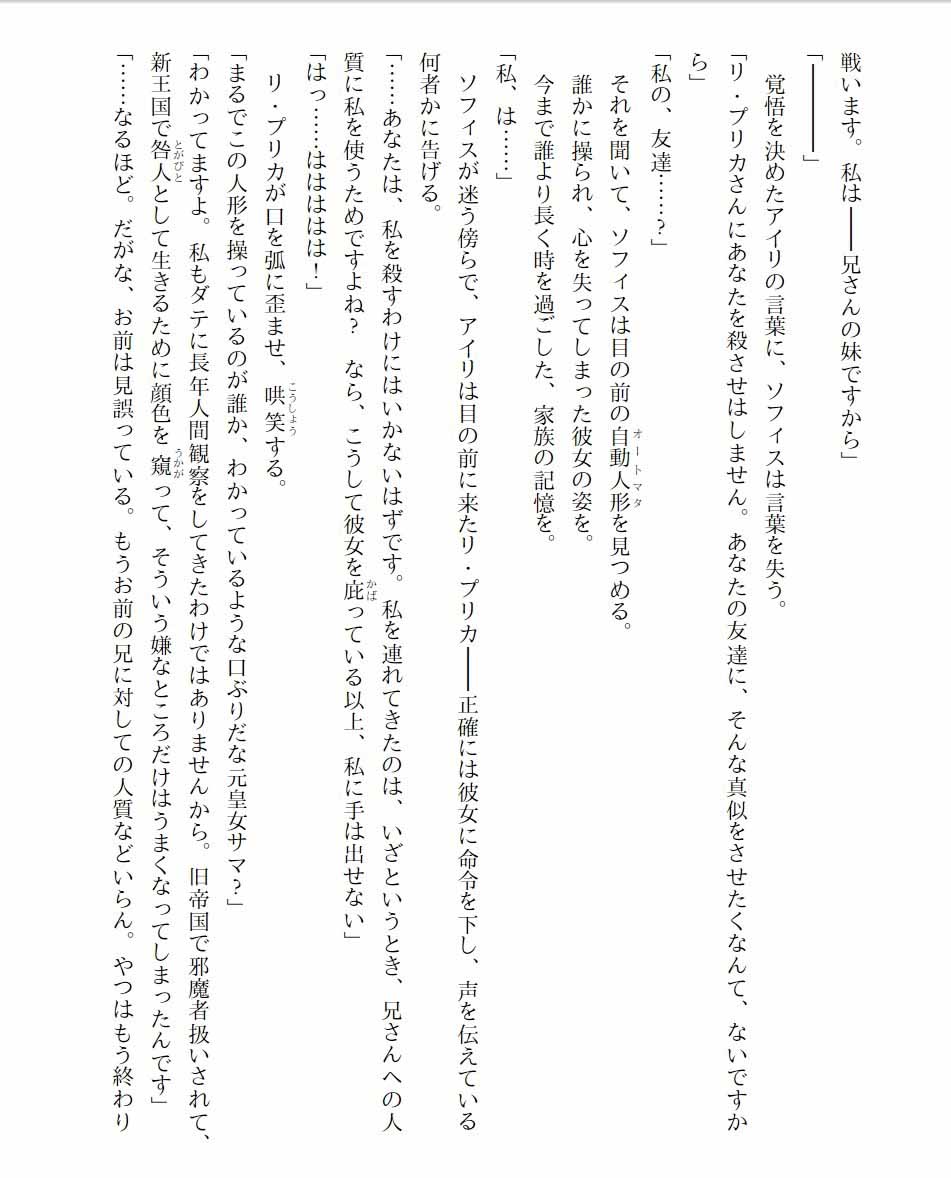 戦います。私は――兄さんの妹ですから」
「――――」
覚悟を決めたアイリの言葉に、ソフィスは言葉を失う。
「リ・プリカさんにあなたを殺させはしません。あなたの友達に、そんな真似をさせたくなんて、ないですか
ら」
「私の、友達……？」
それを聞いて、ソフィスは目の前の自動人形オートマタを見つめる。
誰かに操られ、心を失ってしまった彼女の姿を。
今まで誰より長く時を過ごした、家族の記憶を。
「私、は……」
ソフィスが迷う傍らで、アイリは目の前に来たリ・プリカ――正確には彼女に命令を下し、声を伝えている
何者かに告げる。
「……あなたは、私を殺すわけにはいかないはずです。私を連れてきたのは、いざというとき、兄さんへの人
質に私を使うためですよね？　なら、こうして彼女を庇かばっている以上、私に手は出せない」
「はっ……はははは！」
リ・プリカが口を弧に歪ませ、哄笑こうしょうする。
「まるでこの人形を操っているのが誰か、わかっているような口ぶりだな元皇女サマ？」
「わかってますよ。私もダテに長年人間観察をしてきたわけではありませんから。旧帝国で邪魔者扱いされて、
新王国で咎人とがびととして生きるために顔色を窺うかがって、そういう嫌なところだけはうまくなってしまったんです」
「……なるほど。だがな、お前は見誤っている。もうお前の兄に対しての人質などいらん。やつはもう終わり